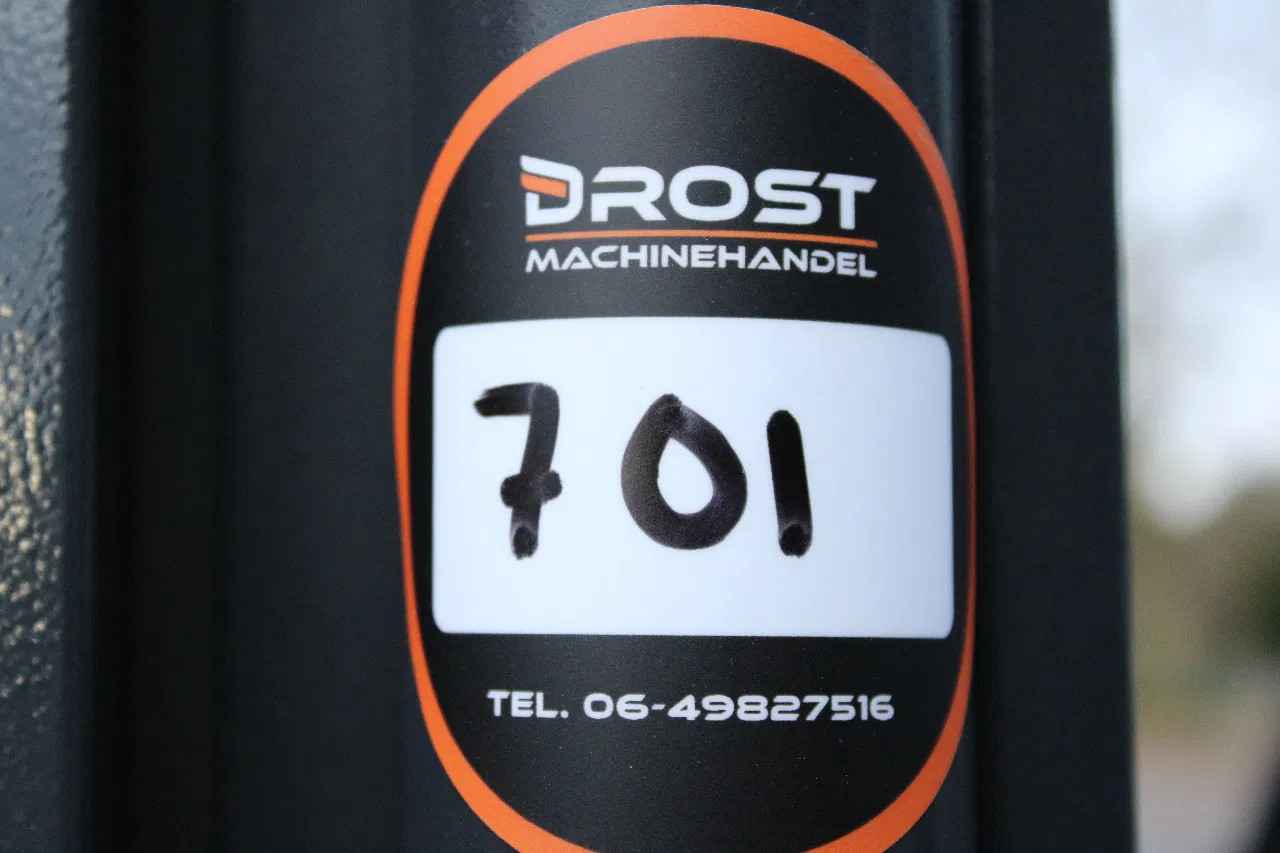 DROST
MACHINEHANDEL
701
TEL. 06-49827516